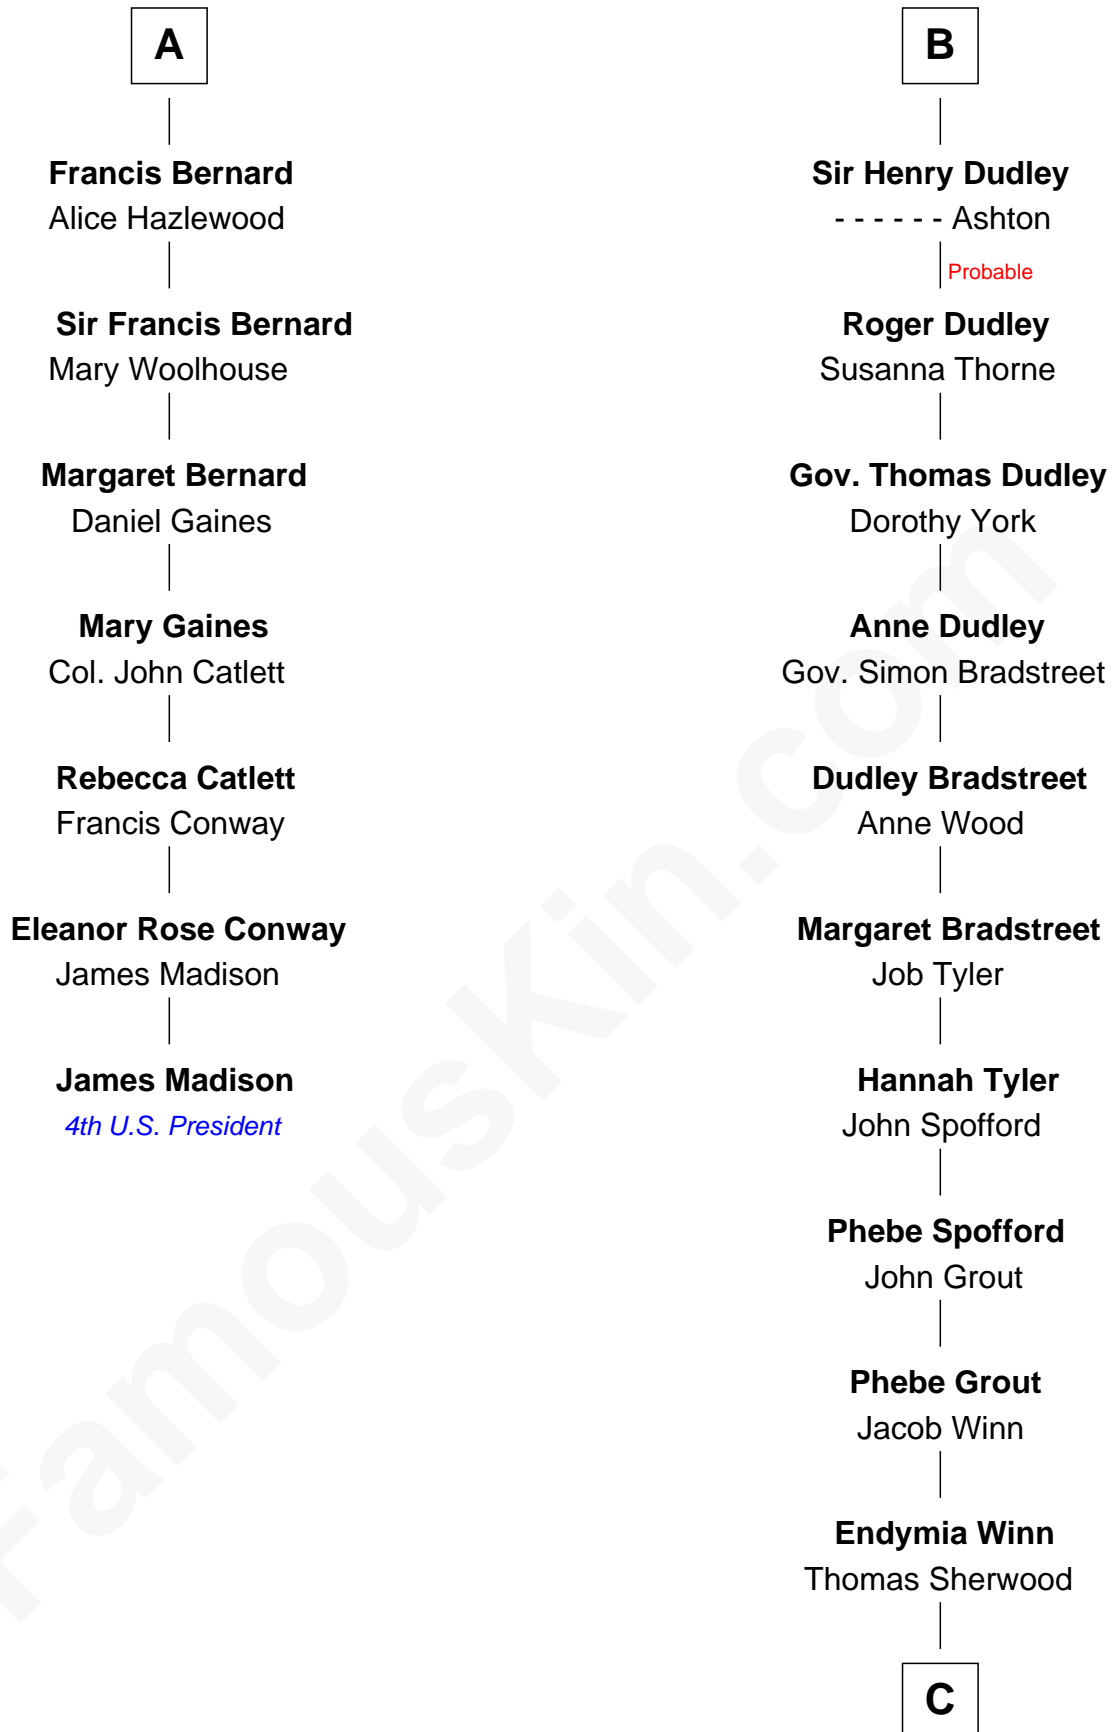 A
Francis Bernard
Alice Hazlewood
Sir Francis Bernard
Mary Woolhouse
Margaret Bernard
Daniel Gaines
Mary Gaines
Col. John Catlett
Rebecca Catlett
Francis Conway
Eleanor Rose Conway
James Madison
James Madison
4th U.S. President
B
Sir Henry Dudley
- - - - - - Ashton
Probable
Roger Dudley
Susanna Thorne
Gov. Thomas Dudley
Dorothy York
Anne Dudley
Gov. Simon Bradstreet
Dudley Bradstreet
Anne Wood
Margaret Bradstreet
Job Tyler
Hannah Tyler
John Spofford
Phebe Spofford
John Grout
Phebe Grout
Jacob Winn
Endymia Winn
Thomas Sherwood
C
FamousKin.com